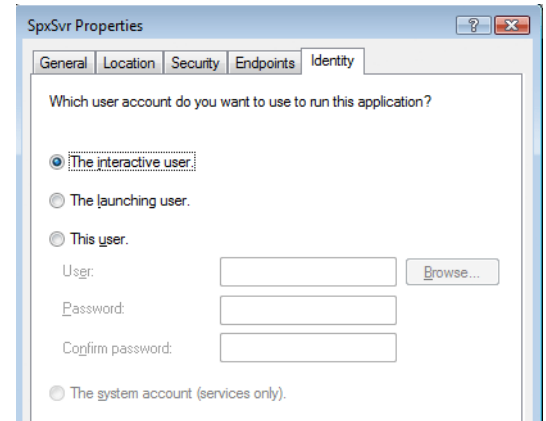 SpxSvr Properties
General Location Security Endpoints Identity
Which user account do you want to use to run this application?
The interactive user.
The launching user.
This user.
User: Browse...
Password:
Confirm password:
The system account (services only).